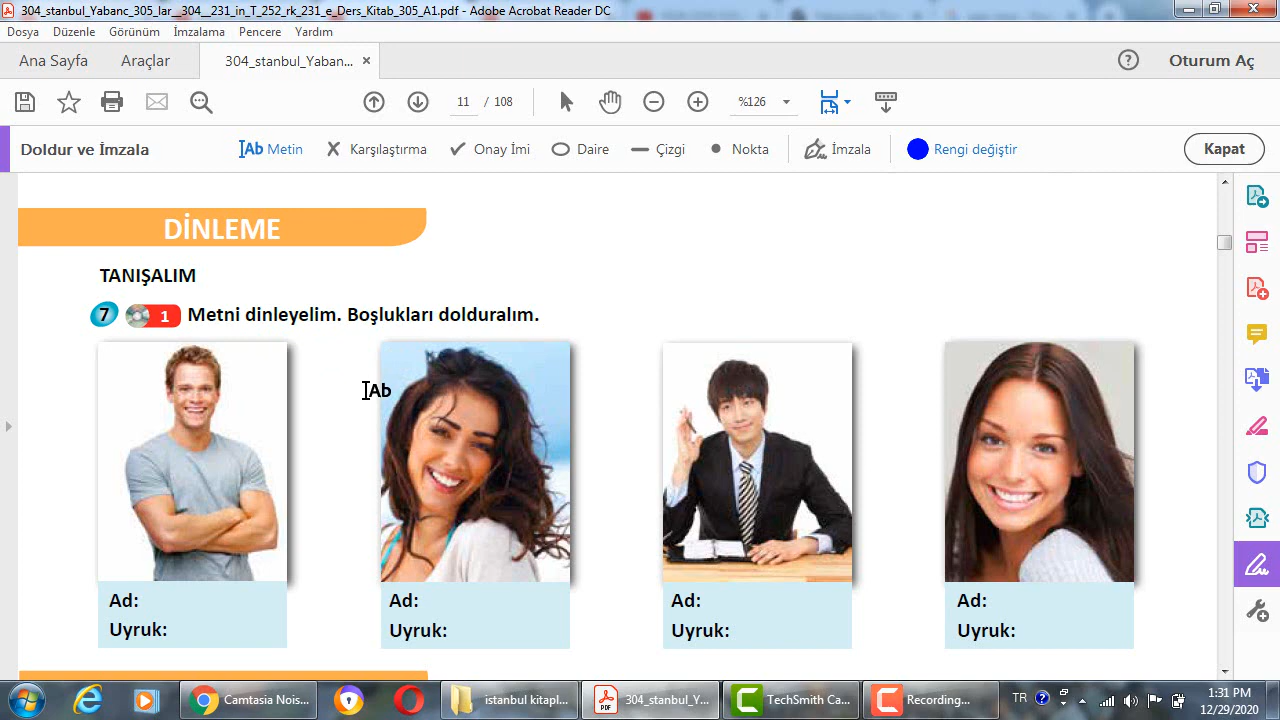 304_stanbul_Yabanc_305_lar__304__231_in_T_252_rk_231_e_Ders_Kitab_305_A1.pdf - Adobe Acrobat Reader DC
Dosya Düzenle Görünüm İmzalama Pencere Yardım
Ana Sayfa Araçlar 304_stanbul_Yaban... × ? Oturum Aç
11 / 108 %126
Doldur ve İmzala Ab Metin Karşılaştırma Onay İmi Daire Çizgi Nokta İmzala Rengi değiştir Kapat
DİNLEME
TANIŞALIM
7 1 Metni dinleyelim. Boşlukları dolduralım.
Ab
Ad: Ad: Ad: Ad:
Uyruk: Uyruk: Uyruk: Uyruk:
Camtasia Nois... istanbul kitapl... PDF 304_stanbul_Y... TechSmith Ca... Recording... TR 1:31 PM
12/29/2020